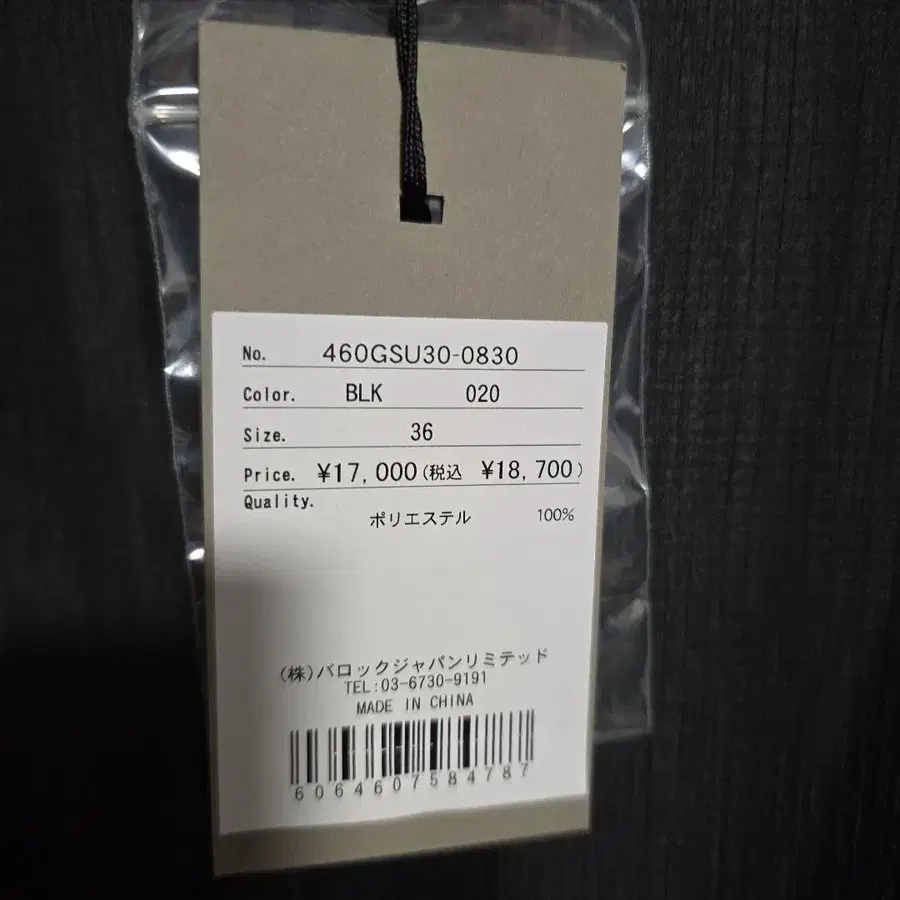 No. 460GSU30-0830
Color. BLK 020
Size. 36
Price. ¥17,000(税込 ¥18,700)
Quality.
ポリエステル 100%
(株)バロックジャパンリミテッド
TEL:03-6730-9191
MADE IN CHINA
6064607584787